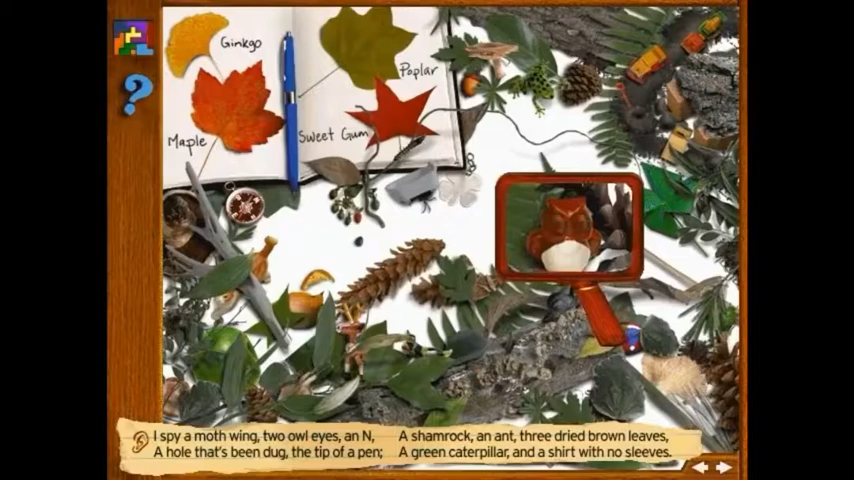 Ginkgo
Poplar
Maple
Sweet Gum
?
I spy a moth wing, two owl eyes, an N,
A hole that's been dug, the tip of a pen;
A shamrock, an ant, three dried brown leaves,
A green caterpillar, and a shirt with no sleeves.